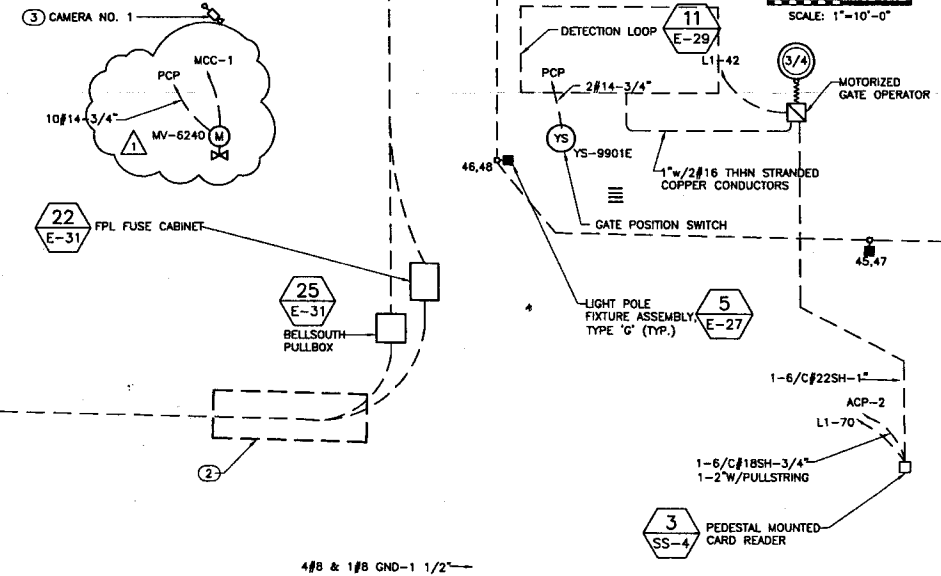 3 CAMERA NO. 1
PCP
MCC-1
10#14-3/4"
MV-6240
M
1
DETECTION LOOP
11
E-29
SCALE: 1"=10'-0"
L1-42
3/4
MOTORIZED
GATE OPERATOR
PCP
2#14-3/4"
YS
YS-9901E
46,48
1"w/2#16 THHN STRANDED
COPPER CONDUCTORS
22
E-31
FPL FUSE CABINET
GATE POSITION SWITCH
45,47
25
E-31
BELLSOUTH
PULLBOX
LIGHT POLE
FIXTURE ASSEMBLY,
TYPE 'G' (TYP.)
5
E-27
1-6/C#22SH-1"
ACP-2
L1-70
2
1-6/C#18SH-3/4"
1-2"W/PULLSTRING
3
SS-4
PEDESTAL MOUNTED
CARD READER
4#8 & 1#8 GND-1 1/2"